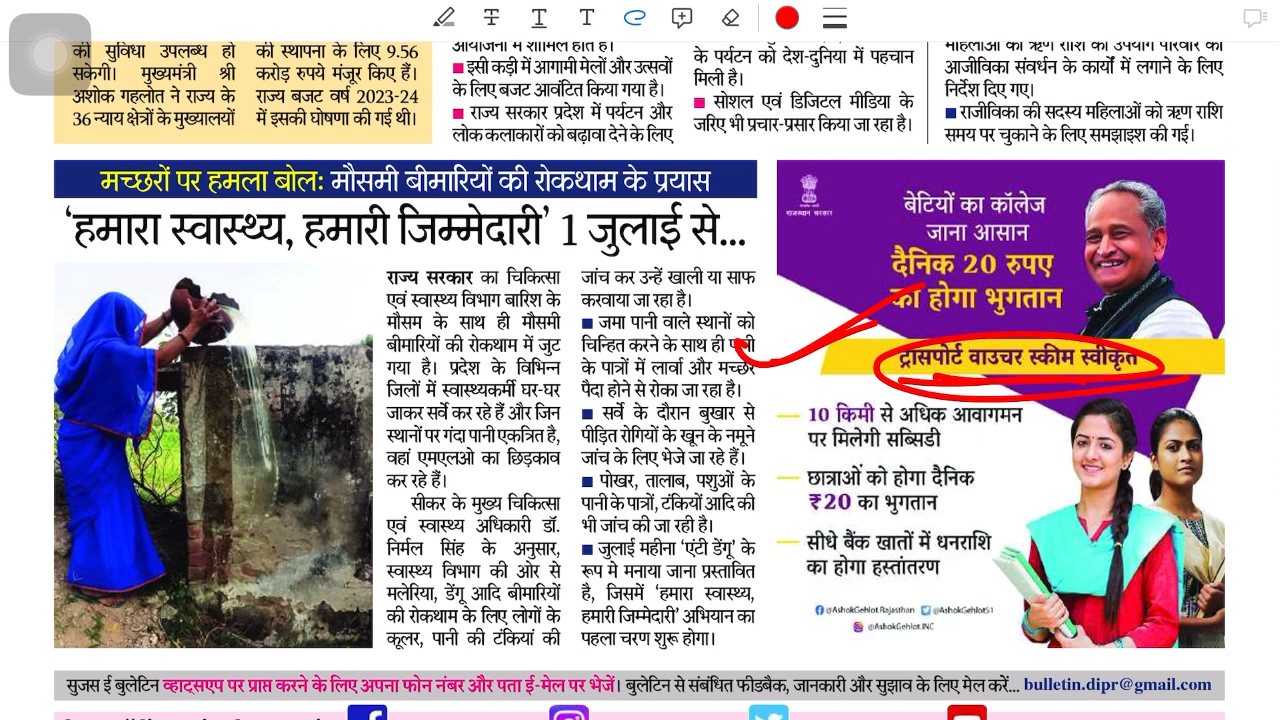 की सुविधा उपलब्ध हो
सकेगी। मुख्यमंत्री श्री
अशोक गहलोत ने राज्य के
36 न्याय क्षेत्रों के मुख्यालयों
की स्थापना के लिए 9.56
करोड़ रुपये मंजूर किए हैं।
राज्य बजट वर्ष 2023-24
में इसकी घोषणा की गई थी।
आयोजनों में शामिल होते हैं।
■ इसी कड़ी में आगामी मेलों और उत्सवों
के लिए बजट आवंटित किया गया है।
■ राज्य सरकार प्रदेश में पर्यटन और
लोक कलाकारों को बढ़ावा देने के लिए
के पर्यटन को देश-दुनिया में पहचान
मिली है।
■ सोशल एवं डिजिटल मीडिया के
जरिए भी प्रचार-प्रसार किया जा रहा है।
महिलाओं को ऋण राशि का उपयोग परिवार की
आजीविका संवर्धन के कार्यों में लगाने के लिए
निर्देश दिए गए।
■ राजीविका की सदस्य महिलाओं को ऋण राशि
समय पर चुकाने के लिए समझाइश की गई।
मच्छरों पर हमला बोल: मौसमी बीमारियों की रोकथाम के प्रयास
‘हमारा स्वास्थ्य, हमारी जिम्मेदारी’ 1 जुलाई से...
राज्य सरकार का चिकित्सा
एवं स्वास्थ्य विभाग बारिश के
मौसम के साथ ही मौसमी
बीमारियों की रोकथाम में जुट
गया है। प्रदेश के विभिन्न
जिलों में स्वास्थ्यकर्मी घर-घर
जाकर सर्वे कर रहे हैं और जिन
स्थानों पर गंदा पानी एकत्रित है,
वहां एमएलओ का छिड़काव
कर रहे हैं।
सीकर के मुख्य चिकित्सा
एवं स्वास्थ्य अधिकारी डॉ.
निर्मल सिंह के अनुसार,
स्वास्थ्य विभाग की ओर से
मलेरिया, डेंगू आदि बीमारियों
की रोकथाम के लिए लोगों के
कूलर, पानी की टंकियां की
जांच कर उन्हें खाली या साफ
करवाया जा रहा है।
■ जमा पानी वाले स्थानों को
चिन्हित करने के साथ ही पानी
के पात्रों में लार्वा और मच्छर
पैदा होने से रोका जा रहा है।
■ सर्वे के दौरान बुखार से
पीड़ित रोगियों के खून के नमूने
जांच के लिए भेजे जा रहे हैं।
■ पोखर, तालाब, पशुओं के
पानी के पात्रों, टंकियों आदि की
भी जांच की जा रही है।
■ जुलाई महीना ‘एंटी डेंगू’ के
रूप मे मनाया जाना प्रस्तावित
है, जिसमें ‘हमारा स्वास्थ्य,
हमारी जिम्मेदारी’ अभियान का
पहला चरण शुरू होगा।
राजस्थान सरकार
बेटियों का कॉलेज
जाना आसान
दैनिक 20 रुपए
का होगा भुगतान
ट्रांसपोर्ट वाउचर स्कीम स्वीकृत
10 किमी से अधिक आवागमन
पर मिलेगी सब्सिडी
छात्राओं को होगा दैनिक
₹20 का भुगतान
सीधे बैंक खातों में धनराशि
का होगा हस्तांतरण
@AshokGehlot.Rajasthan @AshokGehlot51
@AshokGehlot.INC
सुजस ई बुलेटिन व्हाट्सएप पर प्राप्त करने के लिए अपना फोन नंबर और पता ई-मेल पर भेजें। बुलेटिन से संबंधित फीडबैक, जानकारी और सुझाव के लिए मेल करें... bulletin.dipr@gmail.com